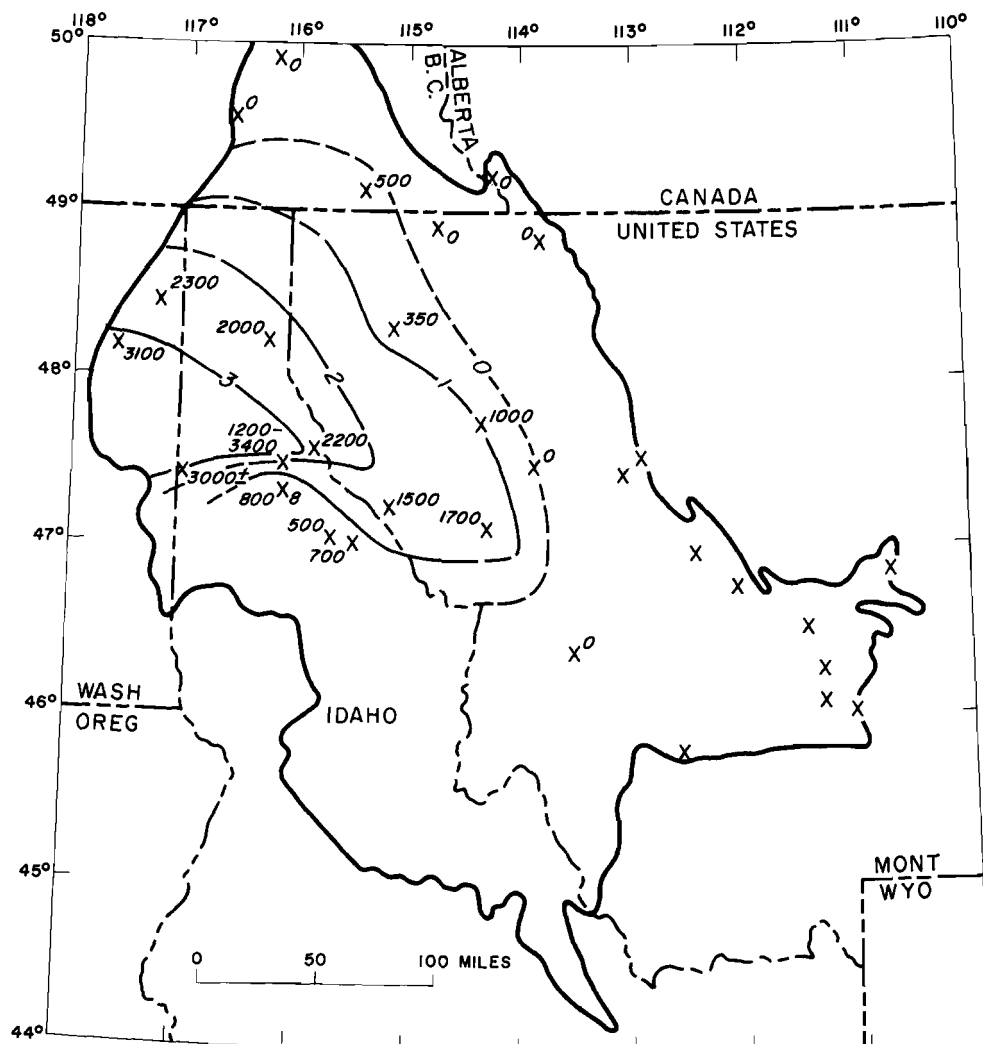 118° 117° 116° 115° 114° 113° 112° 111° 110°
50°
X 0
ALBERTA
B.C.
X 0
X 500
X 0
49°
CANADA
UNITED STATES
X 0
0 X
X 2300
2000 X
X 350
X 3100
48°
3
2
1
0
X 1000
1200-
3400 X
X 2200
X 0
X 3000±
800 X 8
X 1500
1700 X
500 X
700 X
47°
X X
X
X
X
X
X
X 0
X
X X
46°
WASH
OREG
IDAHO
X
45°
MONT
WYO
0 50 100 MILES
44°